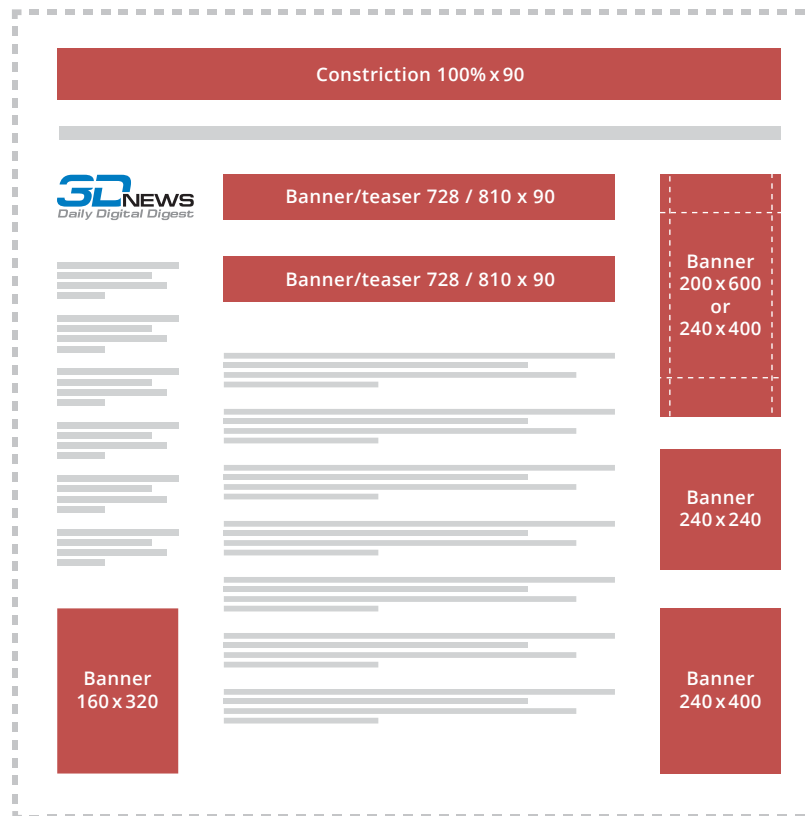 Constriction 100% x 90
3DNEWS
Daily Digital Digest
Banner/teaser 728 / 810 x 90
Banner/teaser 728 / 810 x 90
Banner
200 x 600
or
240 x 400
Banner
240 x 240
Banner
160 x 320
Banner
240 x 400